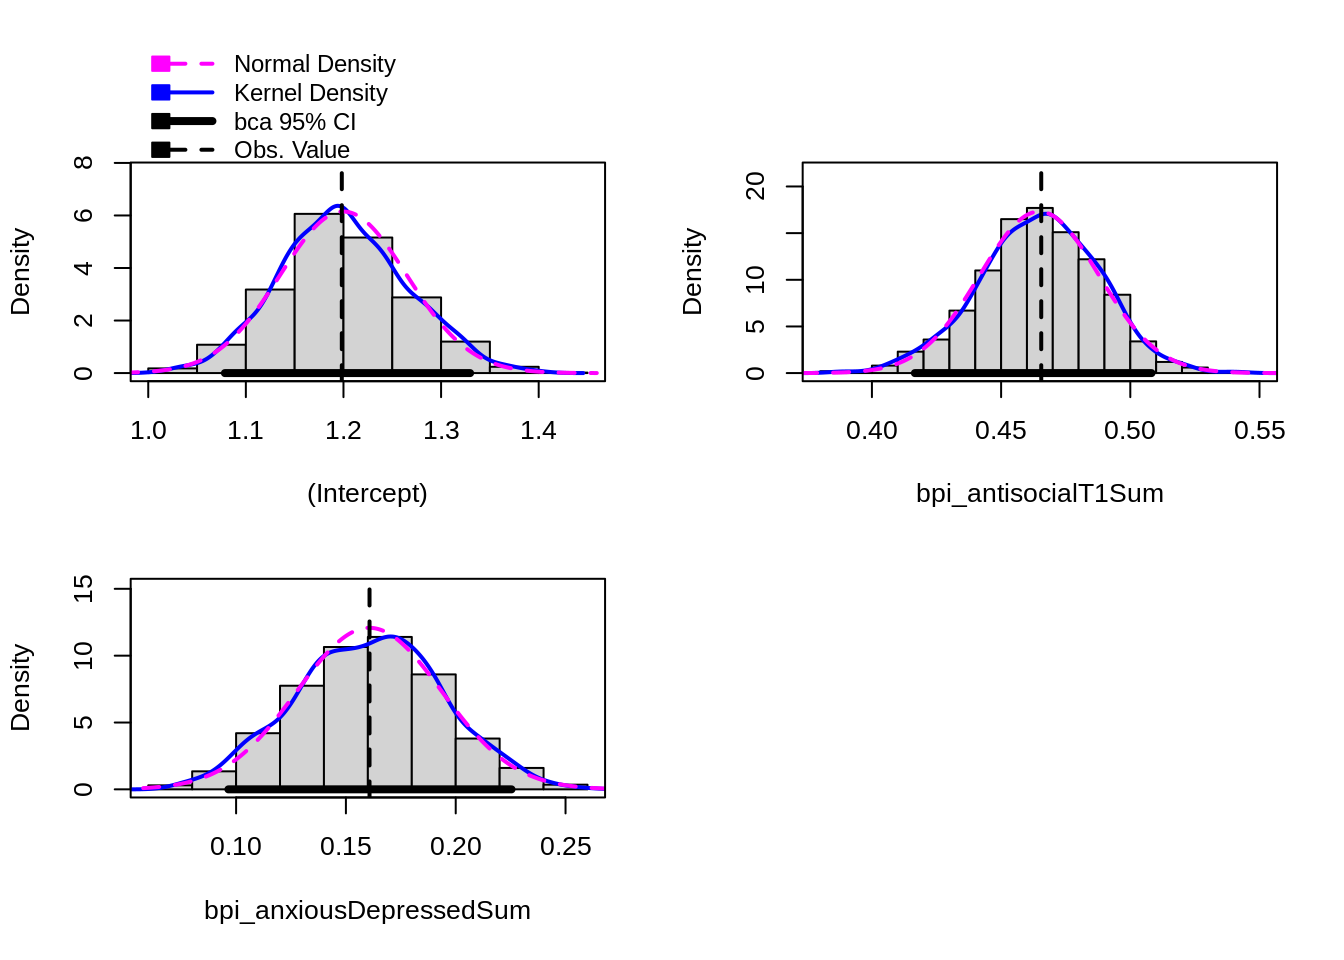 Normal Density
Kernel Density
bca 95% CI
Obs. Value
Density
0 2 4 6 8
1.0 1.1 1.2 1.3 1.4
(Intercept)
Density
0 5 10 20
0.40 0.45 0.50 0.55
bpi_antisocialT1Sum
Density
0 5 10 15
0.10 0.15 0.20 0.25
bpi_anxiousDepressedSum